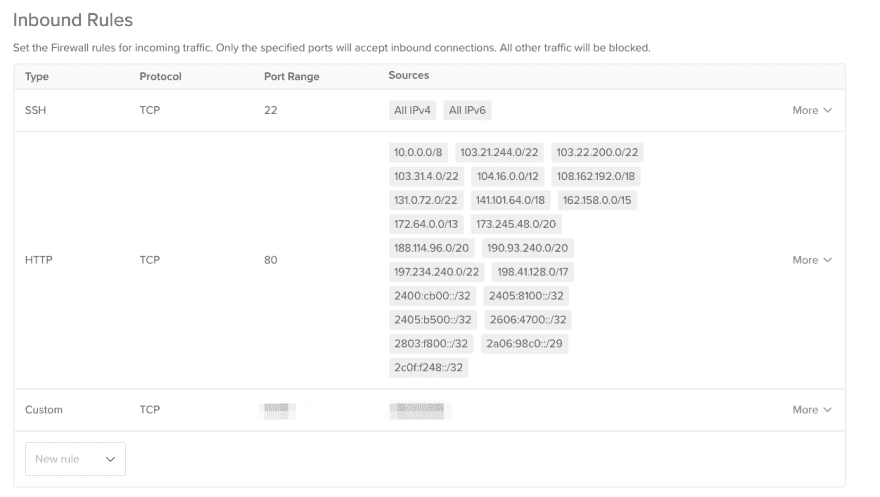 Inbound Rules
Set the Firewall rules for incoming traffic. Only the specified ports will accept inbound connections. All other traffic will be blocked.
Type Protocol Port Range Sources
SSH TCP 22 All IPv4 All IPv6 More
10.0.0.0/8 103.21.244.0/22 103.22.200.0/22
103.31.4.0/22 104.16.0.0/12 108.162.192.0/18
131.0.72.0/22 141.101.64.0/18 162.158.0.0/15
172.64.0.0/13 173.245.48.0/20
188.114.96.0/20 190.93.240.0/20
HTTP TCP 80 More
197.234.240.0/22 198.41.128.0/17
2400:cb00::/32 2405:8100::/32
2405:b500::/32 2606:4700::/32
2803:f800::/32 2a06:98c0::/29
2c0f:f248::/32
Custom TCP More
New rule